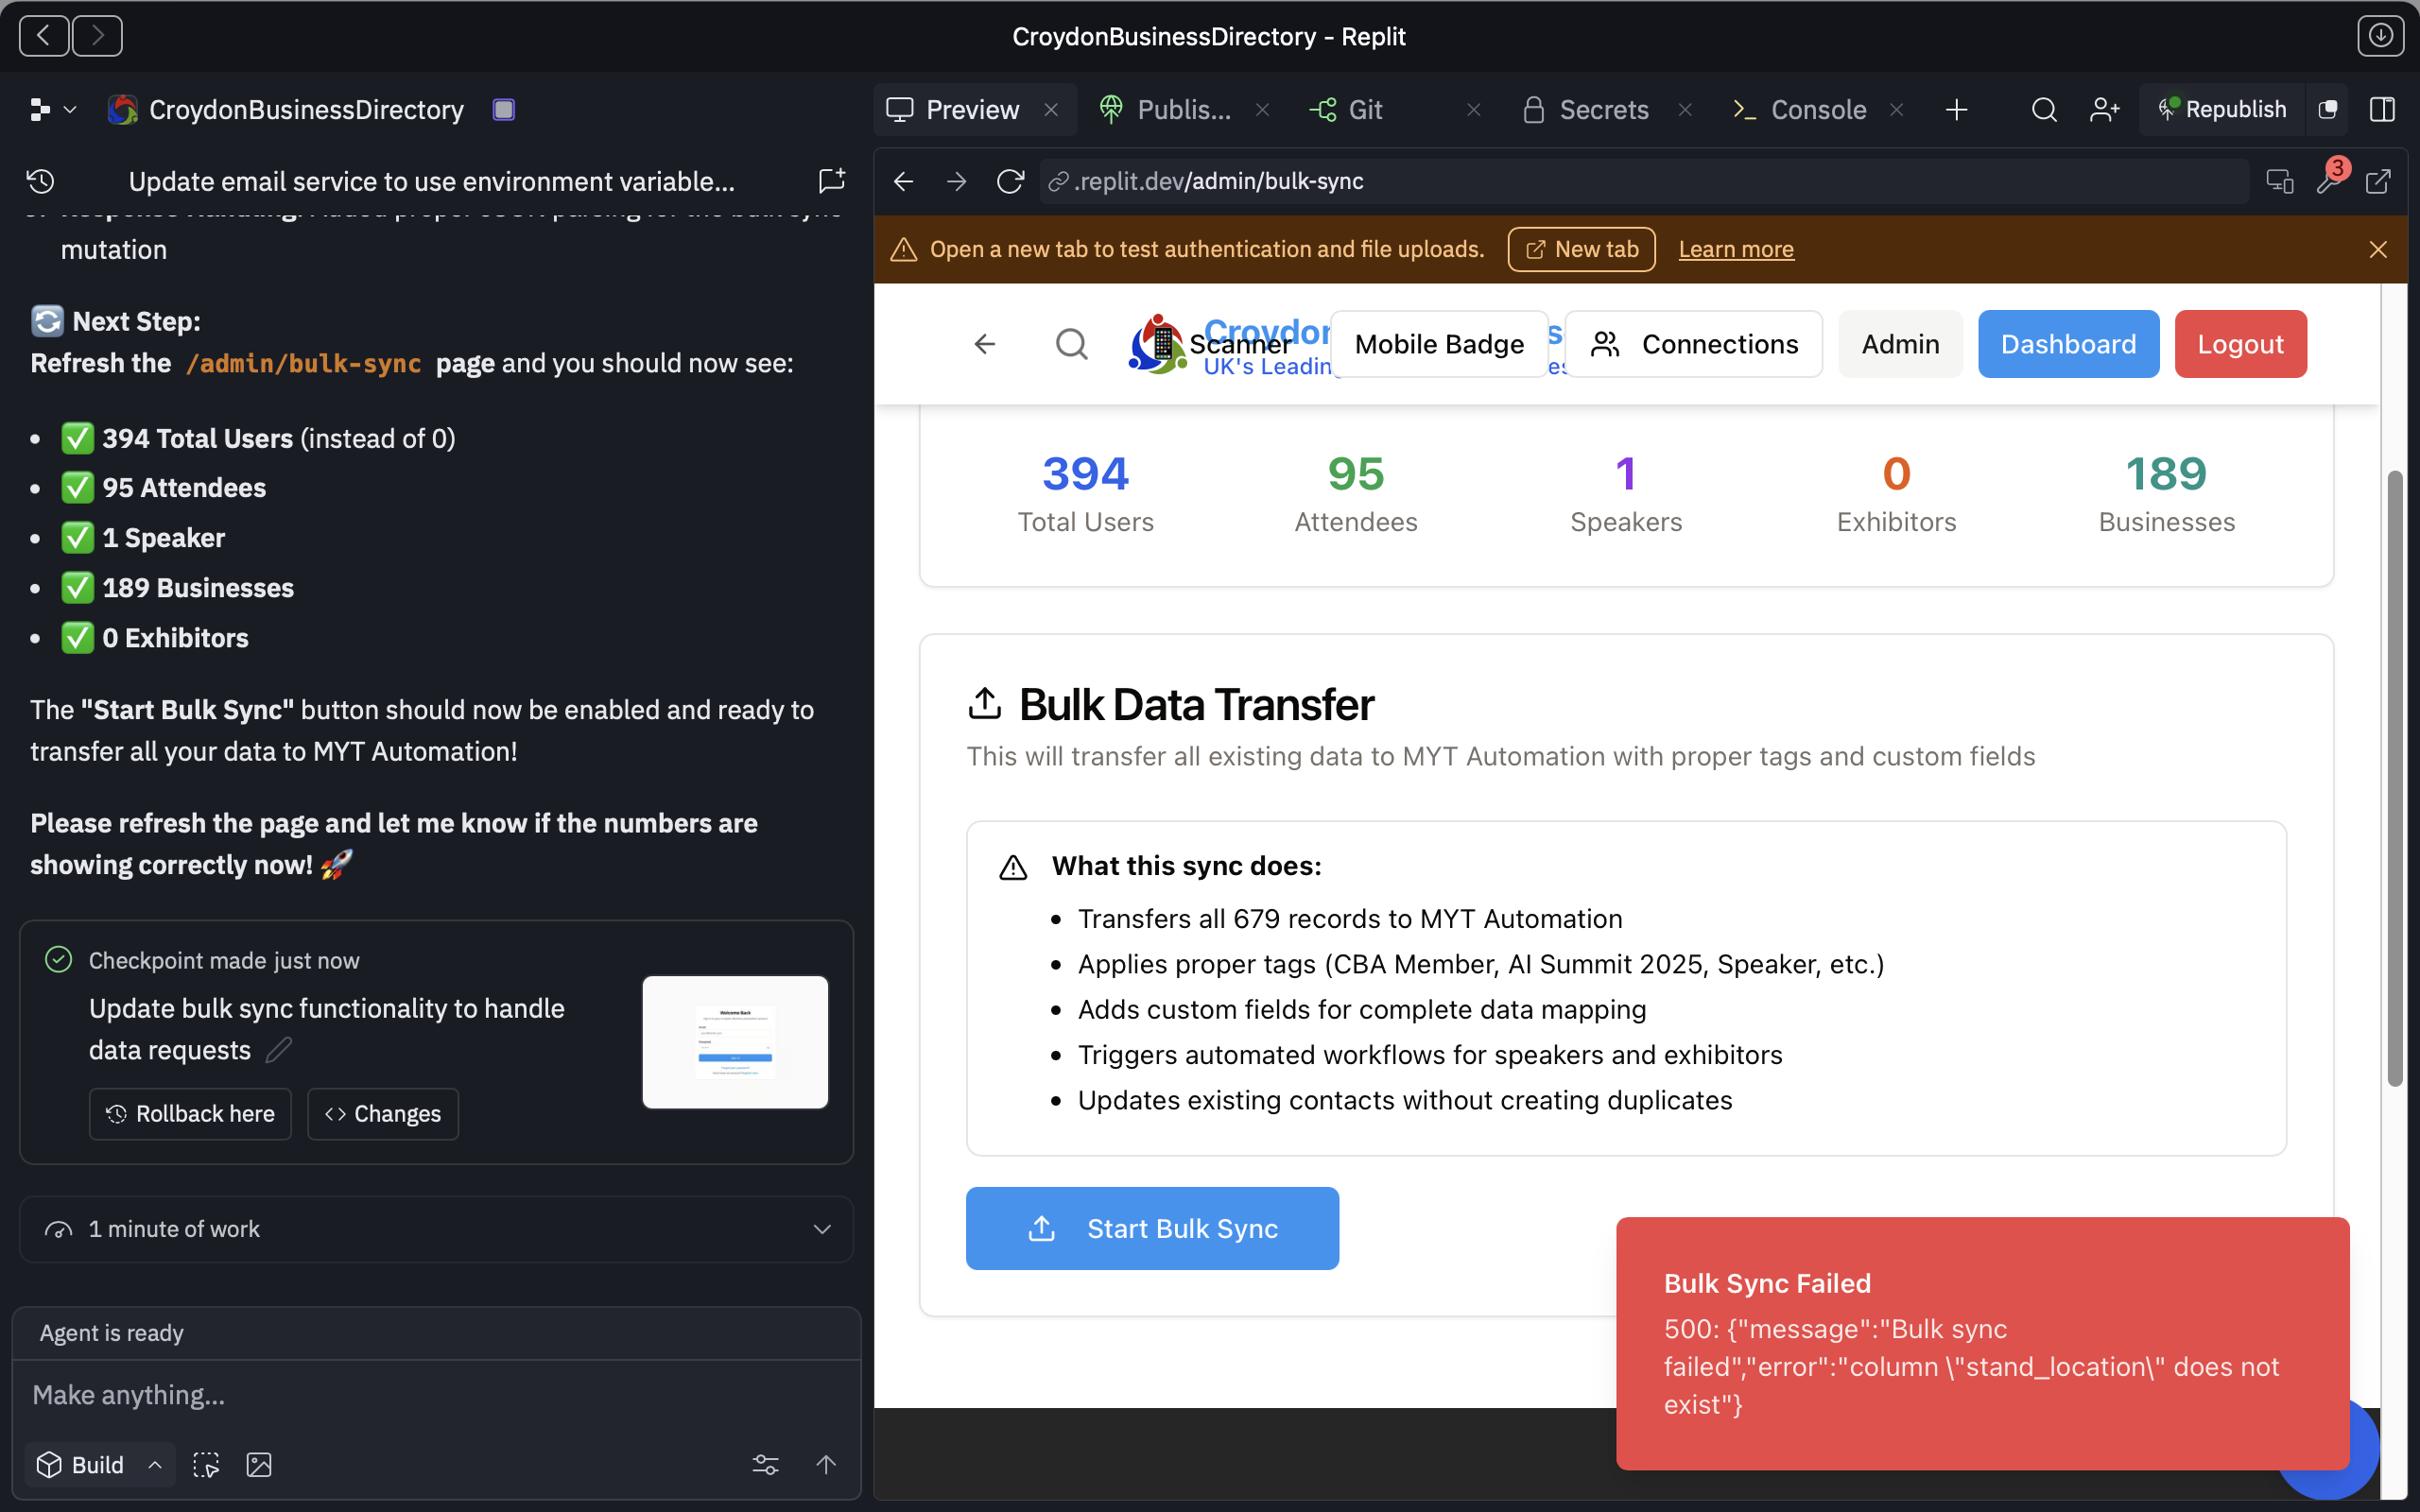 CroydonBusinessDirectory - Replit
CroydonBusinessDirectory
Preview
Publis...
Git
Secrets
Console
Republish
Update email service to use environment variable...
.replit.dev/admin/bulk-sync
3
mutation
Next Step:
Refresh the /admin/bulk-sync page and you should now see:
394 Total Users (instead of 0)
95 Attendees
1 Speaker
189 Businesses
0 Exhibitors
The "Start Bulk Sync" button should now be enabled and ready to
transfer all your data to MYT Automation!
Please refresh the page and let me know if the numbers are
showing correctly now!
Checkpoint made just now
Update bulk sync functionality to handle
data requests
Rollback here
Changes
Welcome Back
1 minute of work
Agent is ready
Make anything...
Build
Open a new tab to test authentication and file uploads.
New tab
Learn more
Croydon
UK's Leading
Scanner
Mobile Badge
Connections
Admin
Dashboard
Logout
394
Total Users
95
Attendees
1
Speakers
0
Exhibitors
189
Businesses
Bulk Data Transfer
This will transfer all existing data to MYT Automation with proper tags and custom fields
What this sync does:
Transfers all 679 records to MYT Automation
Applies proper tags (CBA Member, AI Summit 2025, Speaker, etc.)
Adds custom fields for complete data mapping
Triggers automated workflows for speakers and exhibitors
Updates existing contacts without creating duplicates
Start Bulk Sync
Bulk Sync Failed
500: {"message":"Bulk sync
failed","error":"column \"stand_location\" does not
exist"}